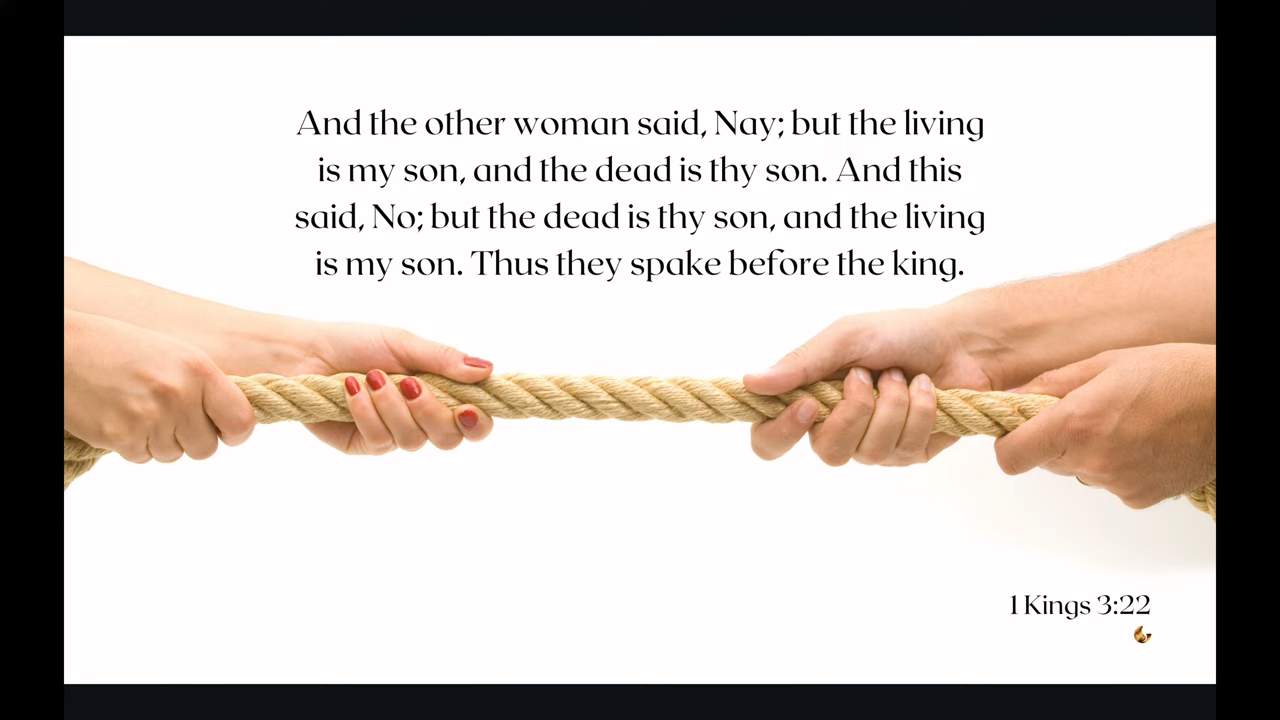 And the other woman said, Nay; but the living
is my son, and the dead is thy son. And this
said, No; but the dead is thy son, and the living
is my son. Thus they spake before the king.
1 Kings 3:22